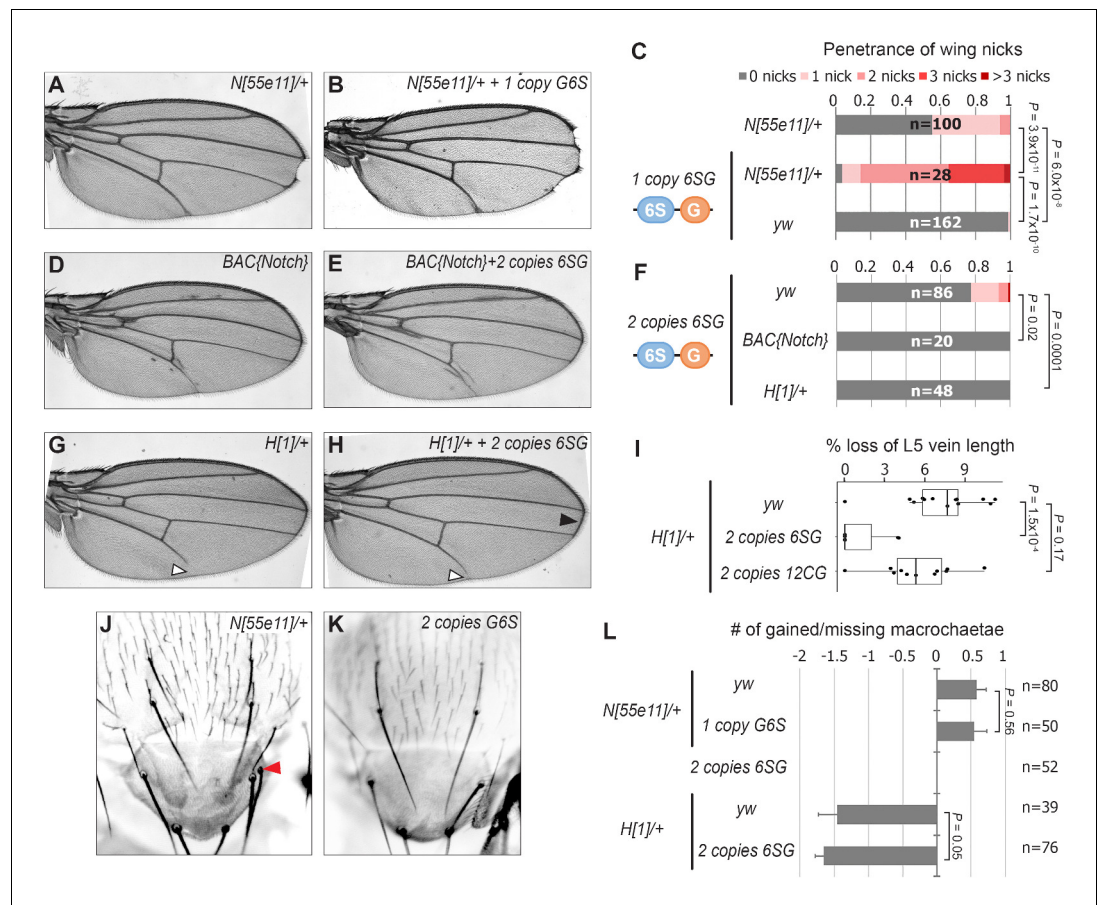 A
N[55e11]/+
B
N[55e11]/+ + 1 copy G6S
C
Penetrance of wing nicks
0 nicks 1 nick 2 nicks 3 nicks >3 nicks
0 0.2 0.4 0.6 0.8 1
N[55e11]/+
n=100
N[55e11]/+
n=28
yw
n=162
1 copy 6SG
6S G
P = 3.9x10-11
P = 1.7x10-10
P = 6.0x10-8
D
BAC{Notch}
E
BAC{Notch}+2 copies 6SG
F
0 0.2 0.4 0.6 0.8 1
yw
n=86
BAC{Notch}
n=20
H[1]/+
n=48
2 copies 6SG
6S G
P = 0.02
P = 0.0001
G
H[1]/+
H
H[1]/+ + 2 copies 6SG
I
% loss of L5 vein length
0 3 6 9
H[1]/+
yw
2 copies 6SG
2 copies 12CG
P = 1.5x10-4
P = 0.17
J
N[55e11]/+
K
2 copies G6S
L
# of gained/missing macrochaetae
-2 -1 -0.5 0 0.5 1
N[55e11]/+
yw
n=80
1 copy G6S
n=50
P = 0.56
2 copies 6SG
n=52
H[1]/+
yw
n=39
2 copies 6SG
n=76
P = 0.05